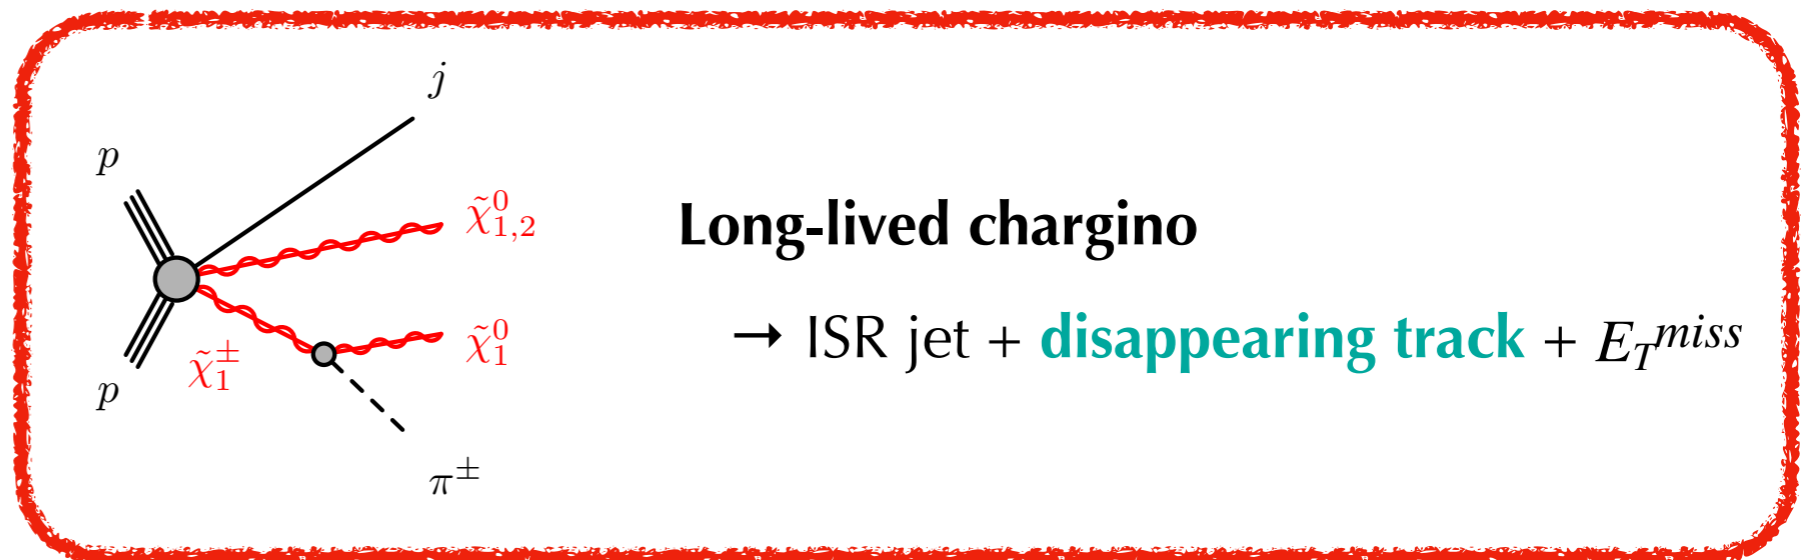 j
p
χ̃⁰₁,₂
Long-lived chargino
χ̃±₁
χ̃⁰₁
→ ISR jet + disappearing track + E_T^miss
p
π±